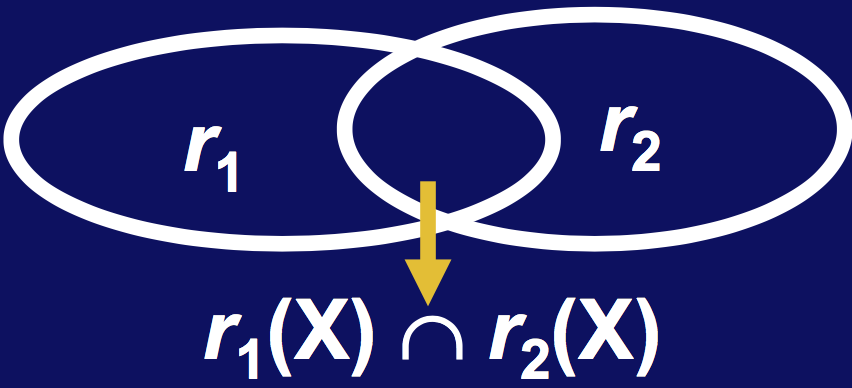 r₁ r₂
r₁(X) ∩ r₂(X)